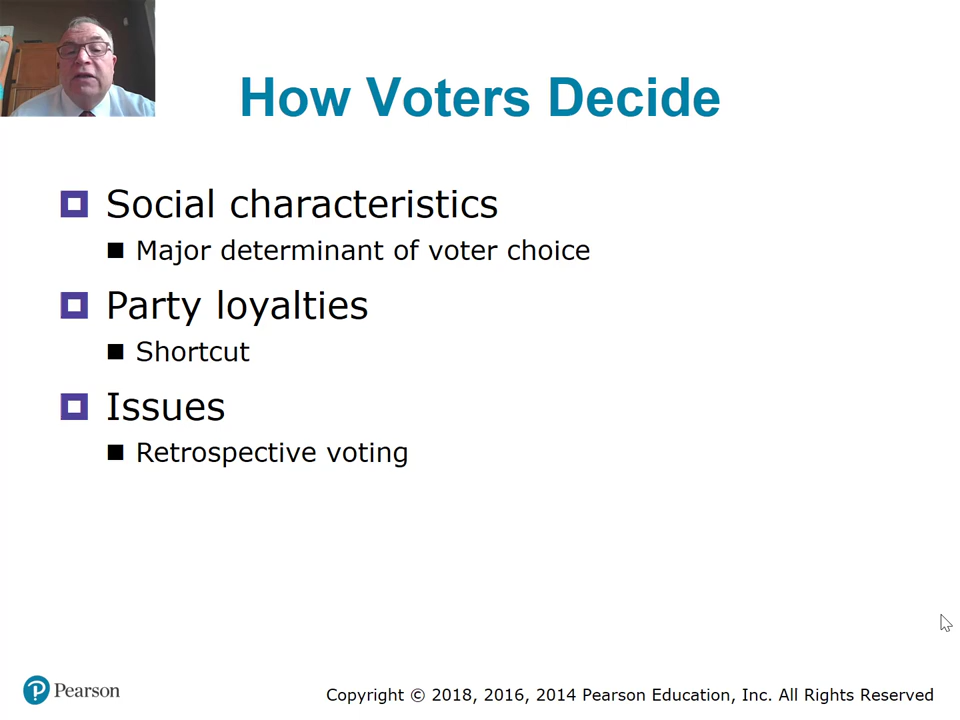 How Voters Decide
Social characteristics
Major determinant of voter choice
Party loyalties
Shortcut
Issues
Retrospective voting
Pearson
Copyright © 2018, 2016, 2014 Pearson Education, Inc. All Rights Reserved